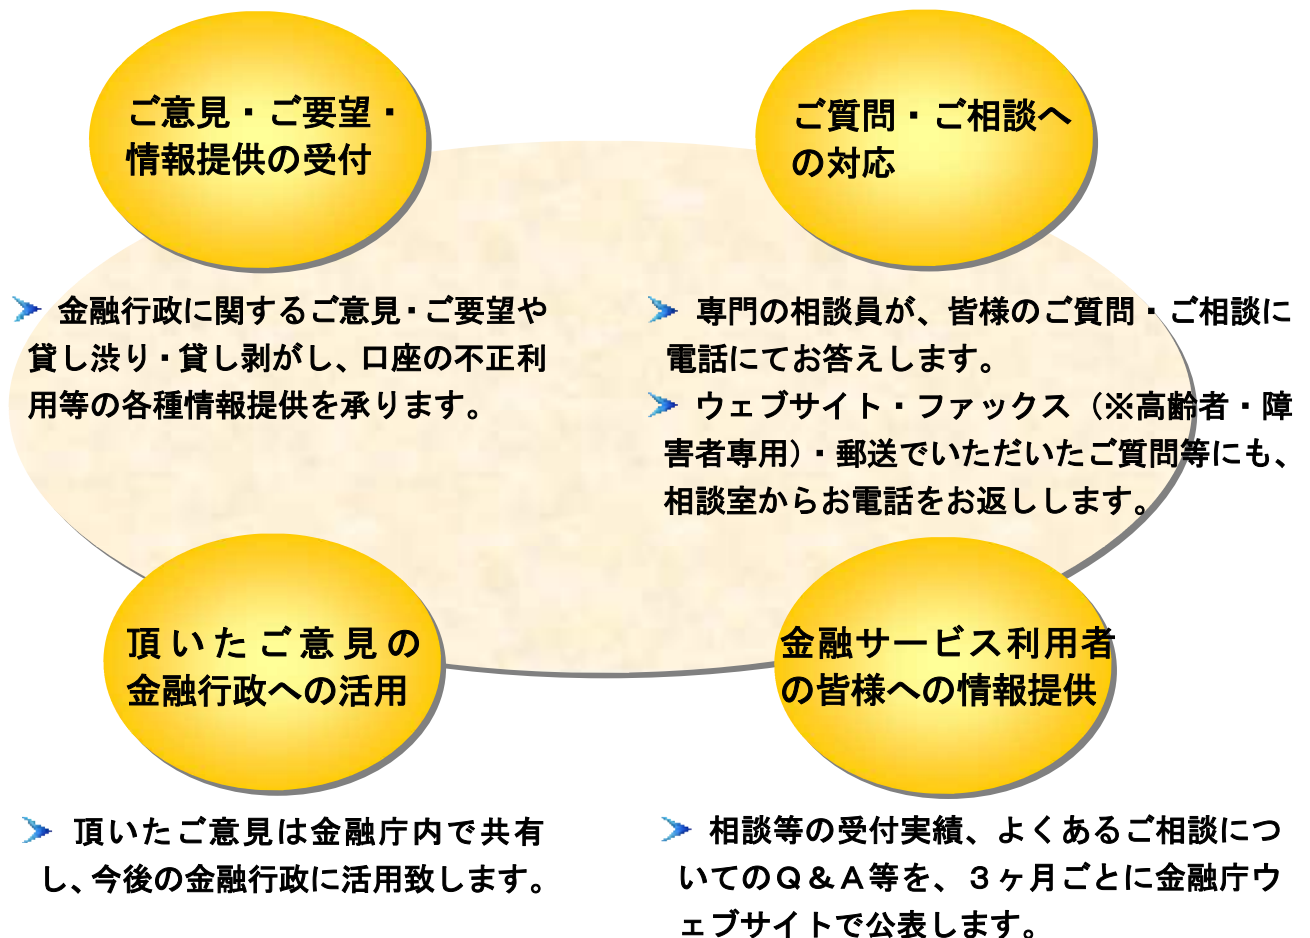 ご意見・ご要望・
情報提供の受付
ご質問・ご相談へ
の対応
金融行政に関するご意見・ご要望や
貸し渋り・貸し剥がし、口座の不正利
用等の各種情報提供を承ります。
専門の相談員が、皆様のご質問・ご相談に
電話にてお答えします。
ウェブサイト・ファックス（※高齢者・障
害者専用）・郵送でいただいたご質問等にも、
相談室からお電話をお返しします。
頂いたご意見の
金融行政への活用
金融サービス利用者
の皆様への情報提供
頂いたご意見は金融庁内で共有
し、今後の金融行政に活用致します。
相談等の受付実績、よくあるご相談につ
いてのＱ＆Ａ等を、３ヶ月ごとに金融庁ウ
ェブサイトで公表します。